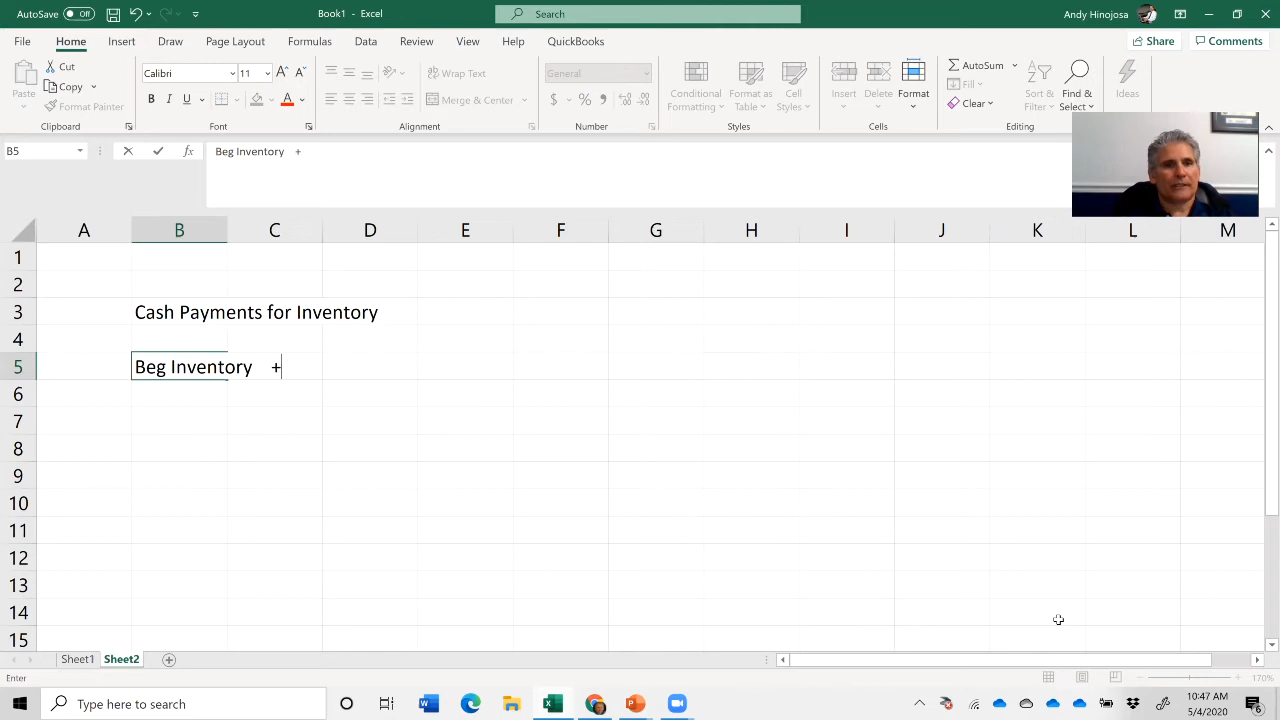 AutoSave Off Book1 - Excel Search Andy Hinojosa
File Home Insert Page Layout Formulas Data Review View Help QuickBooks Share Comments
Paste Cut Copy Format Painter Clipboard
Calibri 11 B I U Font
Wrap Text Merge & Center Alignment
General $ % Number
Conditional Formatting Format as Table Cell Styles Styles
Insert Delete Format Cells
AutoSum Fill Clear Sort & Filter Find & Select Editing
Ideas
B5 fx Beg Inventory +
A B C D E F G H I J K L M
1
2
3 Cash Payments for Inventory
4
5 Beg Inventory +
6
7
8
9
10
11
12
13
14
15
Sheet1 Sheet2
Enter 170%
Type here to search 10:47 AM
5/4/2020 6